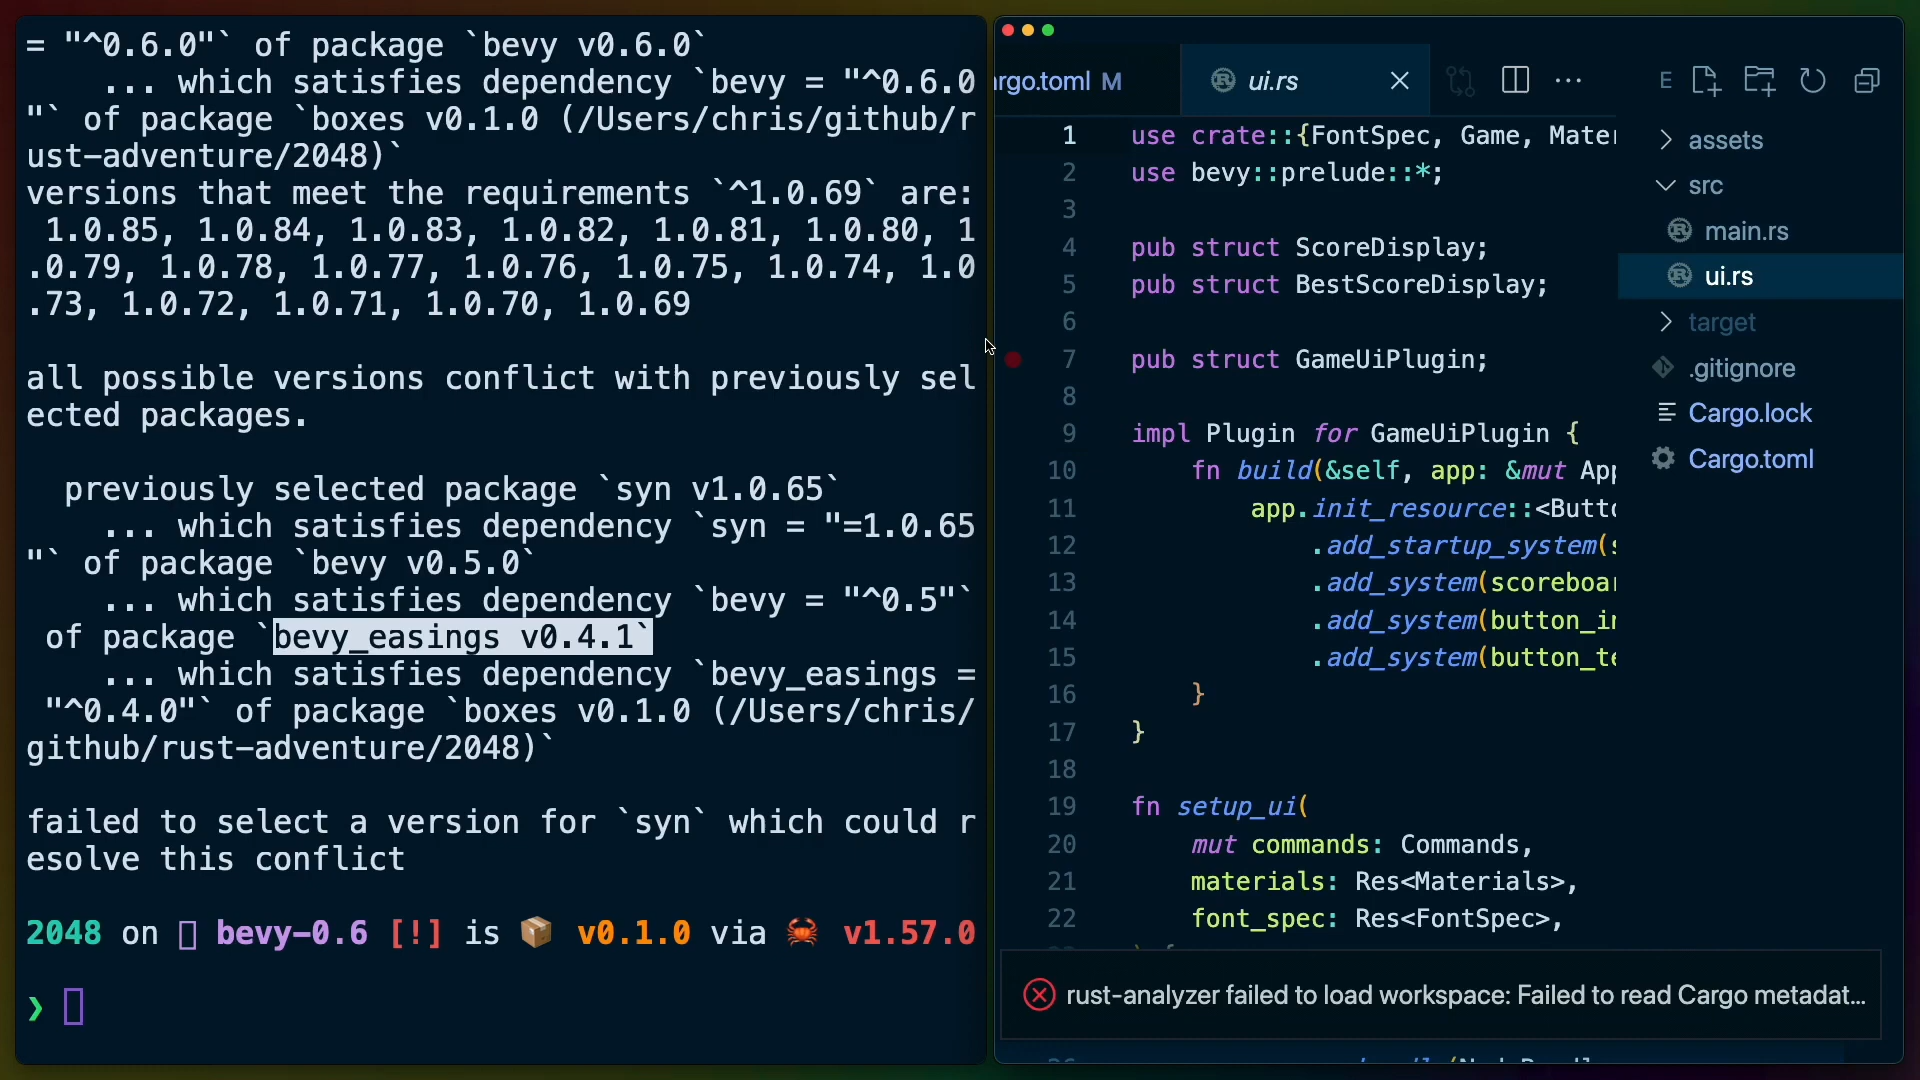 = "^0.6.0"` of package `bevy v0.6.0`
... which satisfies dependency `bevy = "^0.6.0
"` of package `boxes v0.1.0 (/Users/chris/github/r
ust-adventure/2048)`
versions that meet the requirements `^1.0.69` are:
1.0.85, 1.0.84, 1.0.83, 1.0.82, 1.0.81, 1.0.80, 1
.0.79, 1.0.78, 1.0.77, 1.0.76, 1.0.75, 1.0.74, 1.0
.73, 1.0.72, 1.0.71, 1.0.70, 1.0.69
all possible versions conflict with previously sel
ected packages.
previously selected package `syn v1.0.65`
... which satisfies dependency `syn = "=1.0.65
"` of package `bevy v0.5.0`
... which satisfies dependency `bevy = "^0.5"`
of package `bevy_easings v0.4.1`
... which satisfies dependency `bevy_easings =
"^0.4.0"` of package `boxes v0.1.0 (/Users/chris/
github/rust-adventure/2048)`
failed to select a version for `syn` which could r
esolve this conflict
2048 on bevy-0.6 [!] is 📦 v0.1.0 via 🦀 v1.57.0
❯
rgo.toml M
ui.rs
1 use crate::{FontSpec, Game, Mater
2 use bevy::prelude::*;
3
4 pub struct ScoreDisplay;
5 pub struct BestScoreDisplay;
6
7 pub struct GameUiPlugin;
8
9 impl Plugin for GameUiPlugin {
10 fn build(&self, app: &mut App
11 app.init_resource::<Butto
12 .add_startup_system(s
13 .add_system(scoreboar
14 .add_system(button_in
15 .add_system(button_te
16 }
17 }
18
19 fn setup_ui(
20 mut commands: Commands,
21 materials: Res<Materials>,
22 font_spec: Res<FontSpec>,
rust-analyzer failed to load workspace: Failed to read Cargo metadat...
E
assets
src
main.rs
ui.rs
target
.gitignore
Cargo.lock
Cargo.toml